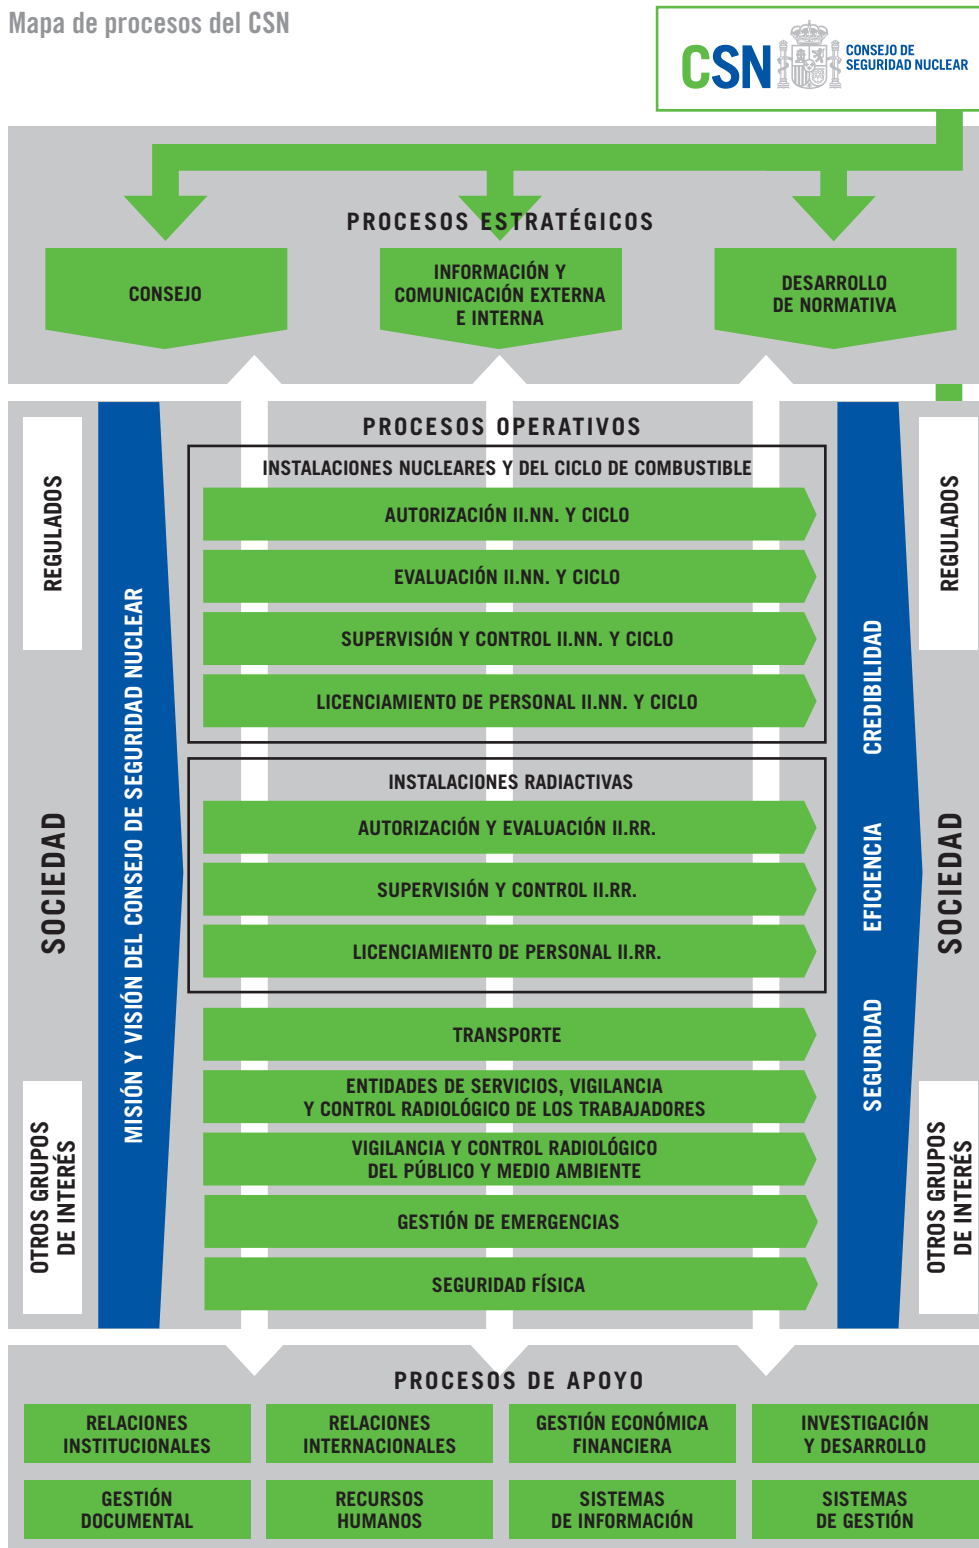 Mapa de procesos del CSN
CSN
CONSEJO DE
SEGURIDAD NUCLEAR
PROCESOS ESTRATÉGICOS
CONSEJO
INFORMACIÓN Y
COMUNICACIÓN EXTERNA
E INTERNA
DESARROLLO
DE NORMATIVA
REGULADOS
SOCIEDAD
OTROS GRUPOS
DE INTERÉS
MISIÓN Y VISIÓN DEL CONSEJO DE SEGURIDAD NUCLEAR
PROCESOS OPERATIVOS
INSTALACIONES NUCLEARES Y DEL CICLO DE COMBUSTIBLE
AUTORIZACIÓN II.NN. Y CICLO
EVALUACIÓN II.NN. Y CICLO
SUPERVISIÓN Y CONTROL II.NN. Y CICLO
LICENCIAMIENTO DE PERSONAL II.NN. Y CICLO
INSTALACIONES RADIACTIVAS
AUTORIZACIÓN Y EVALUACIÓN II.RR.
SUPERVISIÓN Y CONTROL II.RR.
LICENCIAMIENTO DE PERSONAL II.RR.
TRANSPORTE
ENTIDADES DE SERVICIOS, VIGILANCIA
Y CONTROL RADIOLÓGICO DE LOS TRABAJADORES
VIGILANCIA Y CONTROL RADIOLÓGICO
DEL PÚBLICO Y MEDIO AMBIENTE
GESTIÓN DE EMERGENCIAS
SEGURIDAD FÍSICA
CREDIBILIDAD
EFICIENCIA
SEGURIDAD
REGULADOS
SOCIEDAD
OTROS GRUPOS
DE INTERÉS
PROCESOS DE APOYO
RELACIONES
INSTITUCIONALES
RELACIONES
INTERNACIONALES
GESTIÓN ECONÓMICA
FINANCIERA
INVESTIGACIÓN
Y DESARROLLO
GESTIÓN
DOCUMENTAL
RECURSOS
HUMANOS
SISTEMAS
DE INFORMACIÓN
SISTEMAS
DE GESTIÓN